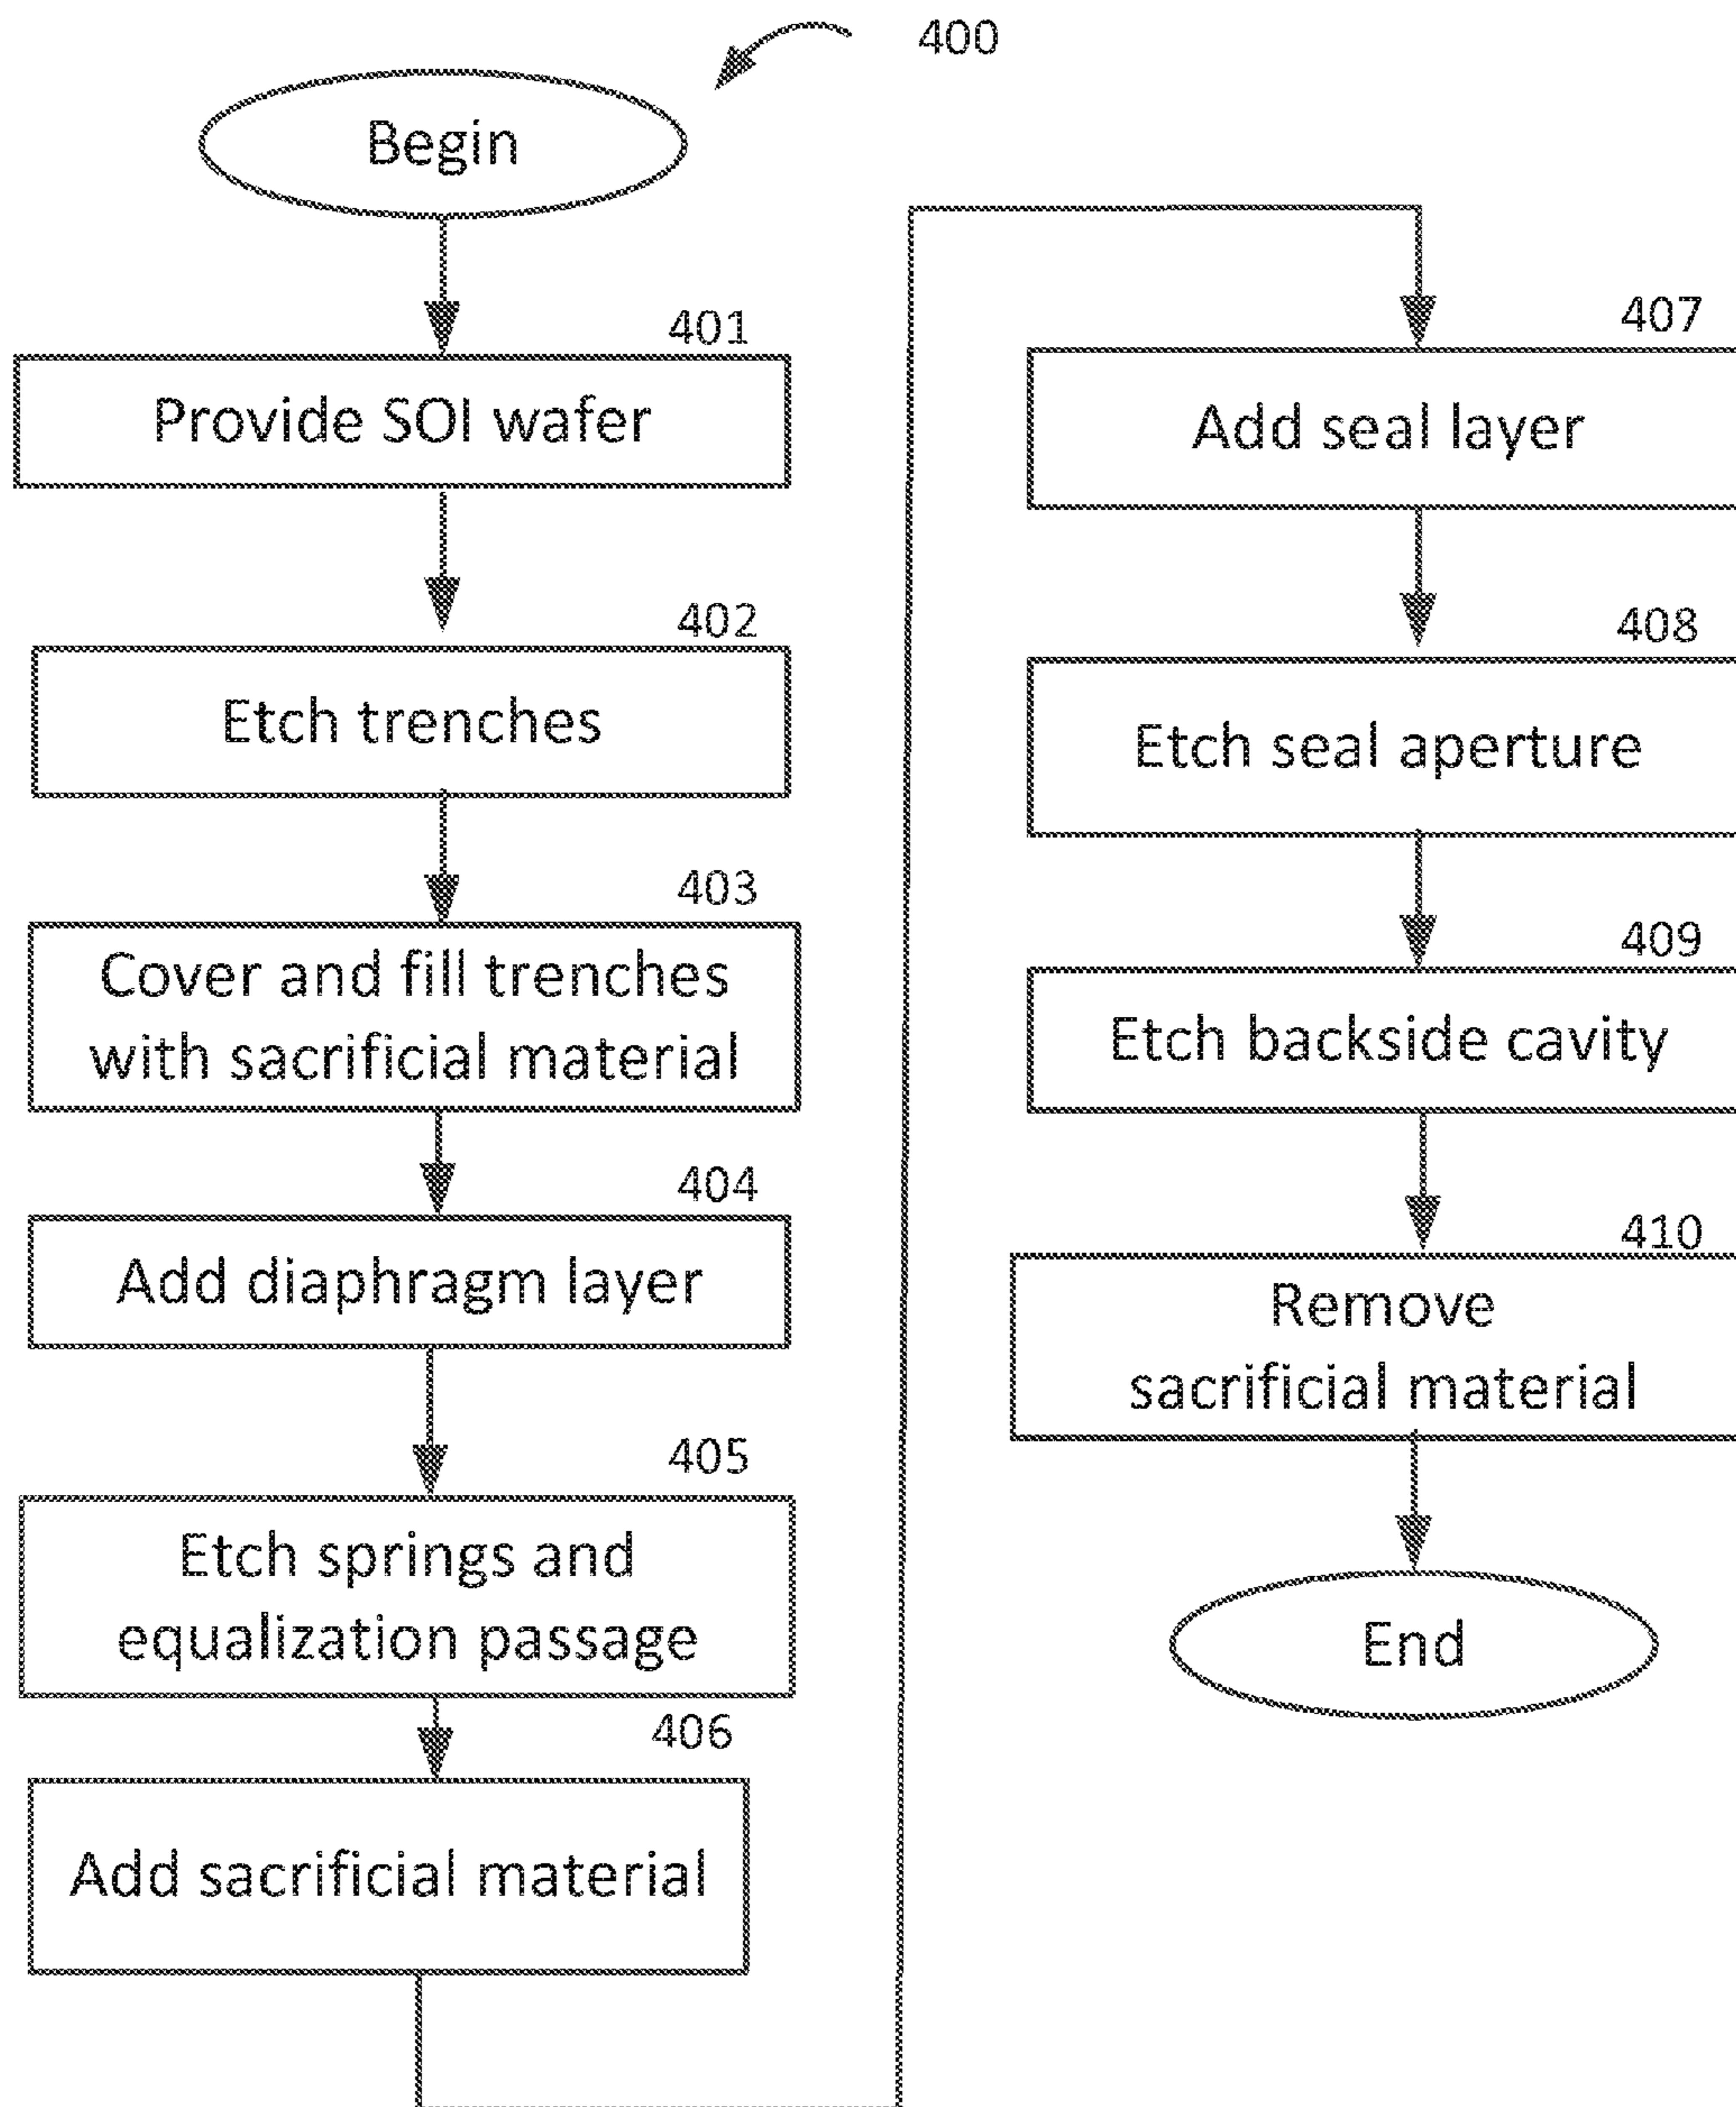 400
Begin
401
Provide SOI wafer
402
Etch trenches
403
Cover and fill trenches
with sacrificial material
404
Add diaphragm layer
405
Etch springs and
equalization passage
406
Add sacrificial material
407
Add seal layer
408
Etch seal aperture
409
Etch backside cavity
410
Remove
sacrificial material
End